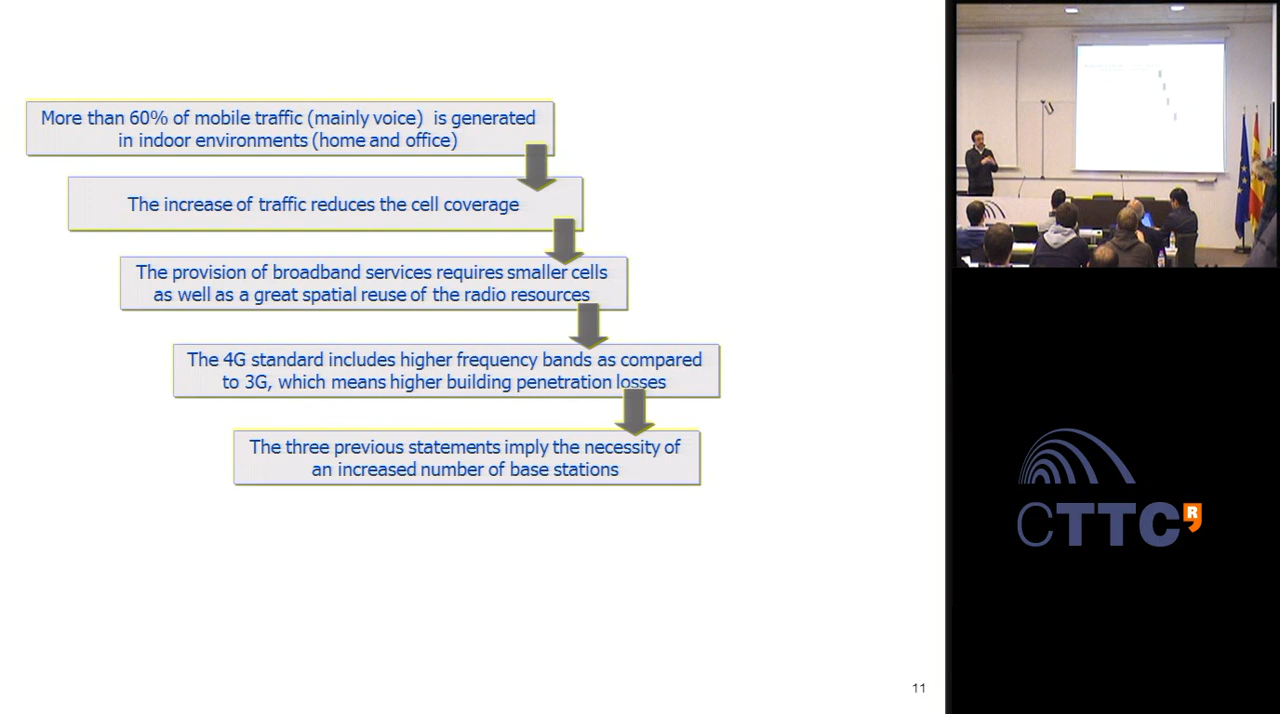 More than 60% of mobile traffic (mainly voice) is generated
in indoor environments (home and office)
The increase of traffic reduces the cell coverage
The provision of broadband services requires smaller cells
as well as a great spatial reuse of the radio resources
The 4G standard includes higher frequency bands as compared
to 3G, which means higher building penetration losses
The three previous statements imply the necessity of
an increased number of base stations
11
CTTC
R